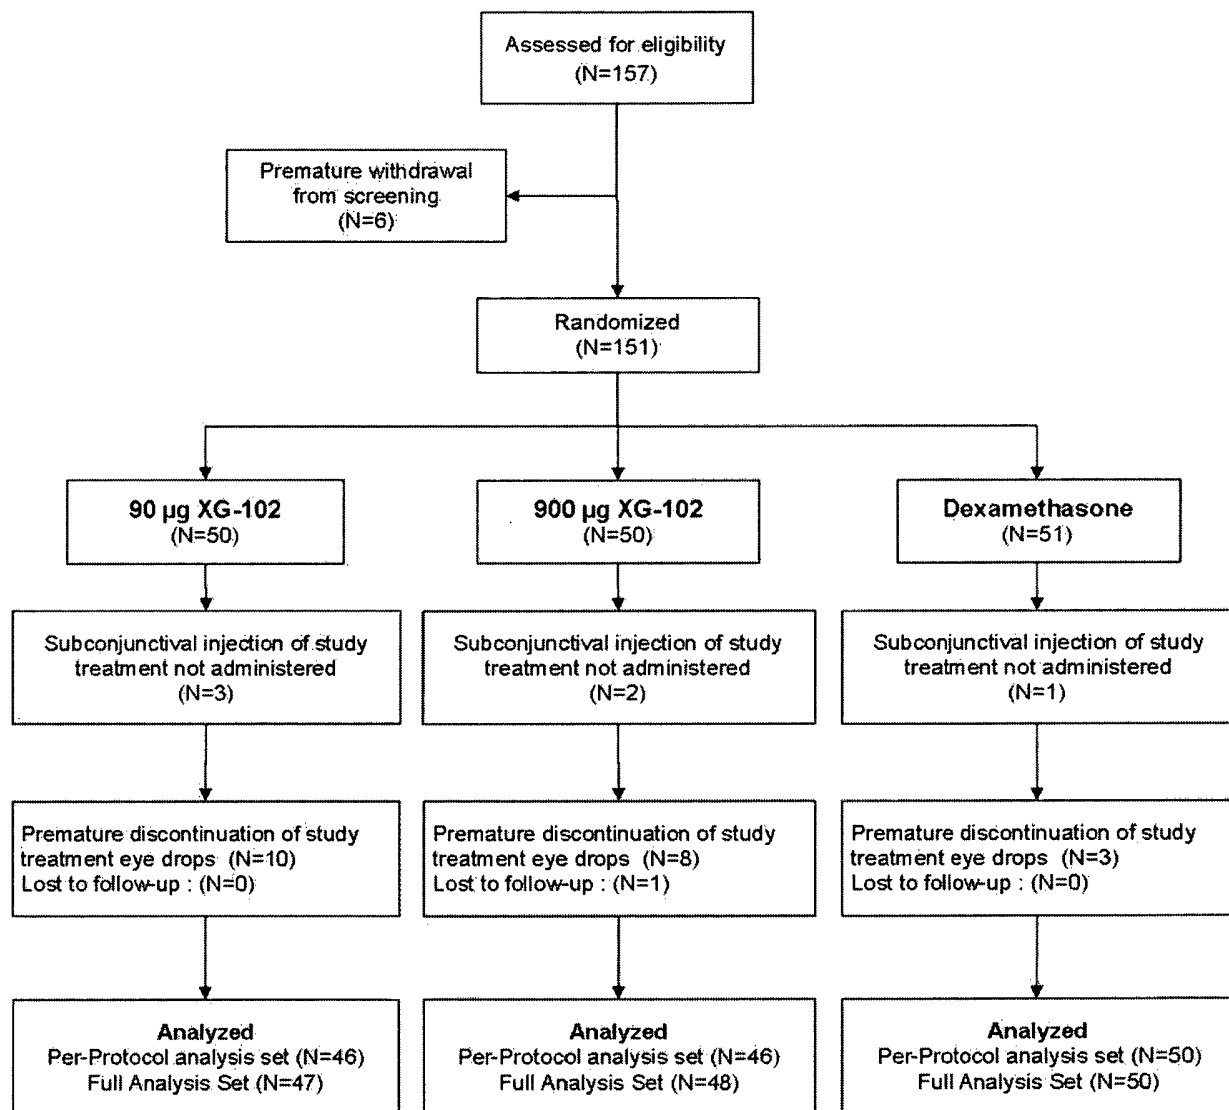 Assessed for eligibility
(N=157)
Premature withdrawal
from screening
(N=6)
Randomized
(N=151)
90 µg XG-102
(N=50)
900 µg XG-102
(N=50)
Dexamethasone
(N=51)
Subconjunctival injection of study
treatment not administered
(N=3)
Subconjunctival injection of study
treatment not administered
(N=2)
Subconjunctival injection of study
treatment not administered
(N=1)
Premature discontinuation of study
treatment eye drops (N=10)
Lost to follow-up : (N=0)
Premature discontinuation of study
treatment eye drops (N=8)
Lost to follow-up : (N=1)
Premature discontinuation of study
treatment eye drops (N=3)
Lost to follow-up : (N=0)
Analyzed
Per-Protocol analysis set (N=46)
Full Analysis Set (N=47)
Analyzed
Per-Protocol analysis set (N=46)
Full Analysis Set (N=48)
Analyzed
Per-Protocol analysis set (N=50)
Full Analysis Set (N=50)